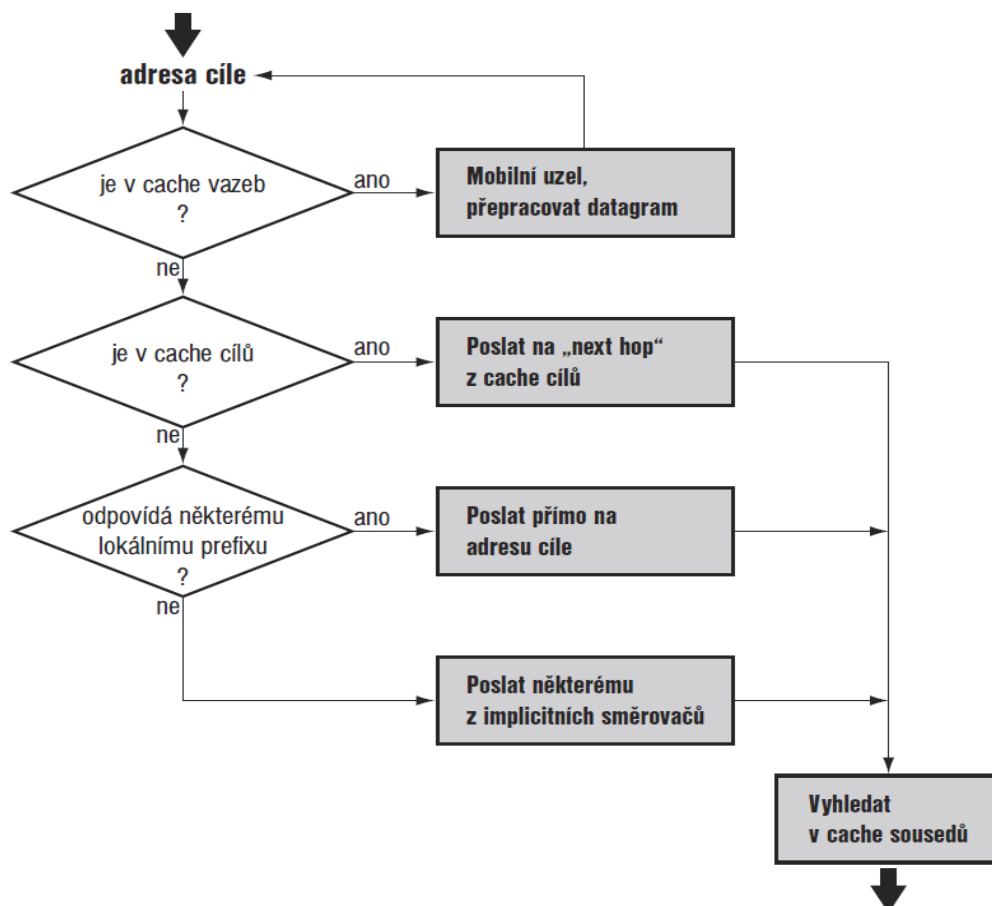 adresa cíle
je v cache vazeb
?
ano
Mobilní uzel,
přepracovat datagram
ne
je v cache cílů
?
ano
Poslat na „next hop“
z cache cílů
ne
odpovídá některému
lokálnímu prefixu
?
ano
Poslat přímo na
adresu cíle
ne
Poslat některému
z implicitních směrovačů
Vyhledat
v cache sousedů